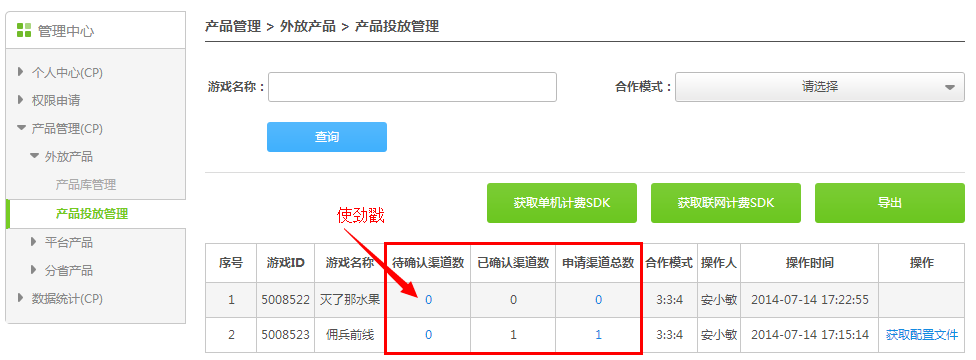 管理中心
个人中心(CP)
权限申请
产品管理(CP)
外放产品
产品库管理
产品投放管理
平台产品
分省产品
数据统计(CP)
产品管理 > 外放产品 > 产品投放管理
游戏名称：
合作模式： 请选择
查询
获取单机计费SDK 获取联网计费SDK 导出
使劲戳
序号 游戏ID 游戏名称 待确认渠道数 已确认渠道数 申请渠道总数 合作模式 操作人 操作时间 操作
1 5008522 灭了那水果 0 0 0 3:3:4 安小敏 2014-07-14 17:22:55
2 5008523 佣兵前线 0 1 1 3:3:4 安小敏 2014-07-14 17:15:14 获取配置文件